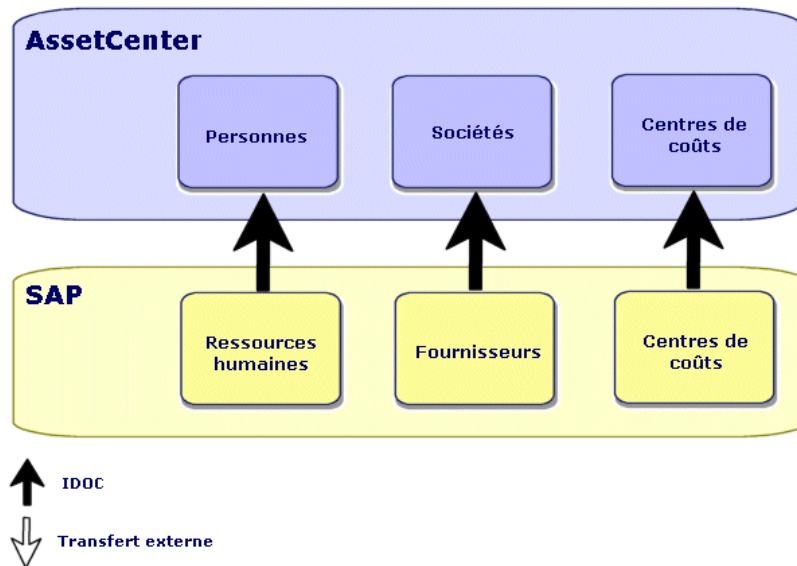 AssetCenter
Personnes
Sociétés
Centres de
coûts
SAP
Ressources
humaines
Fournisseurs
Centres de
coûts
IDOC
Transfert externe